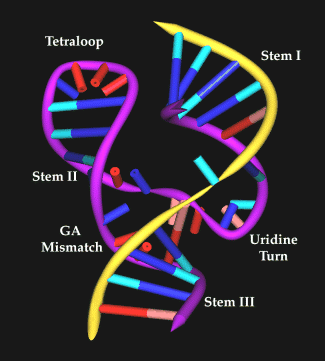 Tetraloop
Stem I
Stem II
GA
Mismatch
Uridine
Turn
Stem III